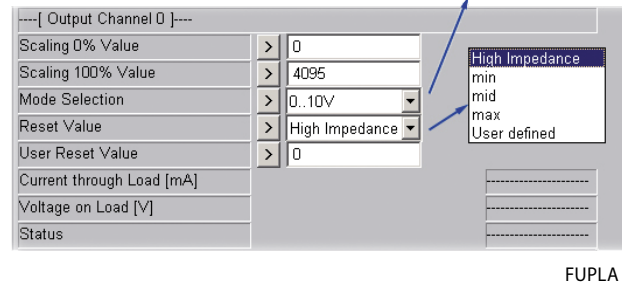 ----[ Output Channel 0 ]----
Scaling 0% Value > 0
Scaling 100% Value > 4095
Mode Selection > 0..10V
Reset Value > High Impedance
User Reset Value > 0
Current through Load [mA] ---------------------
Voltage on Load [V] ---------------------
Status ---------------------
High Impedance
min
mid
max
User defined
FUPLA